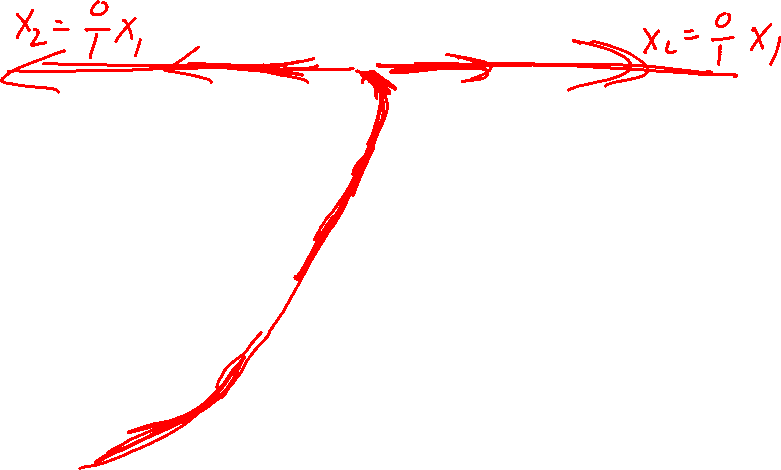 x₂ = 0/1 x₁
x₂ = 0/1 x₁